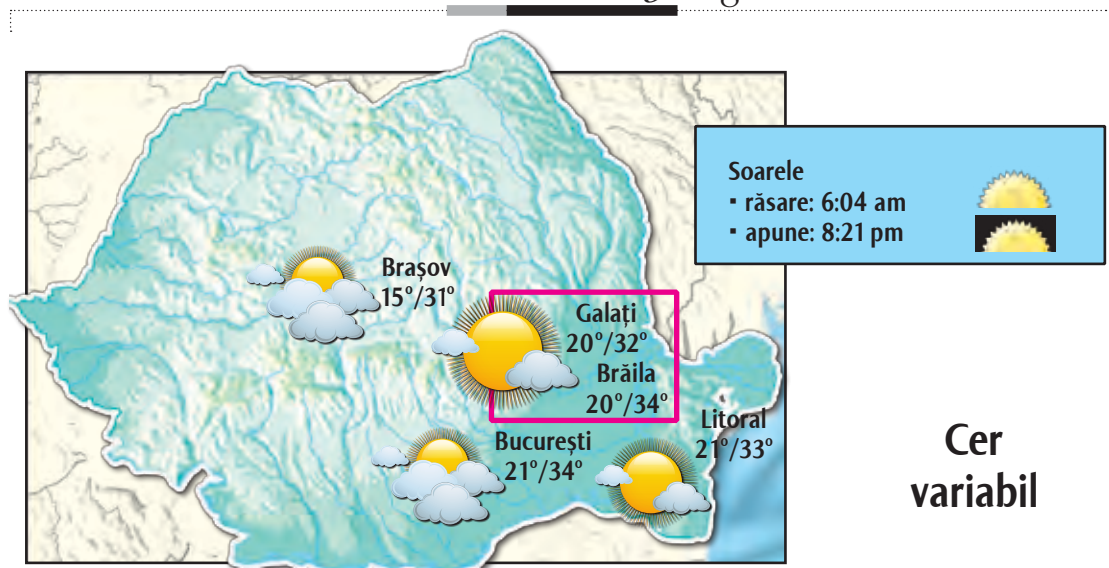 Soarele
▪ răsare: 6:04 am
▪ apune: 8:21 pm
Brașov
15°/31°
Galați
20°/32°
Brăila
20°/34°
Litoral
21°/33°
București
21°/34°
Cer
variabil